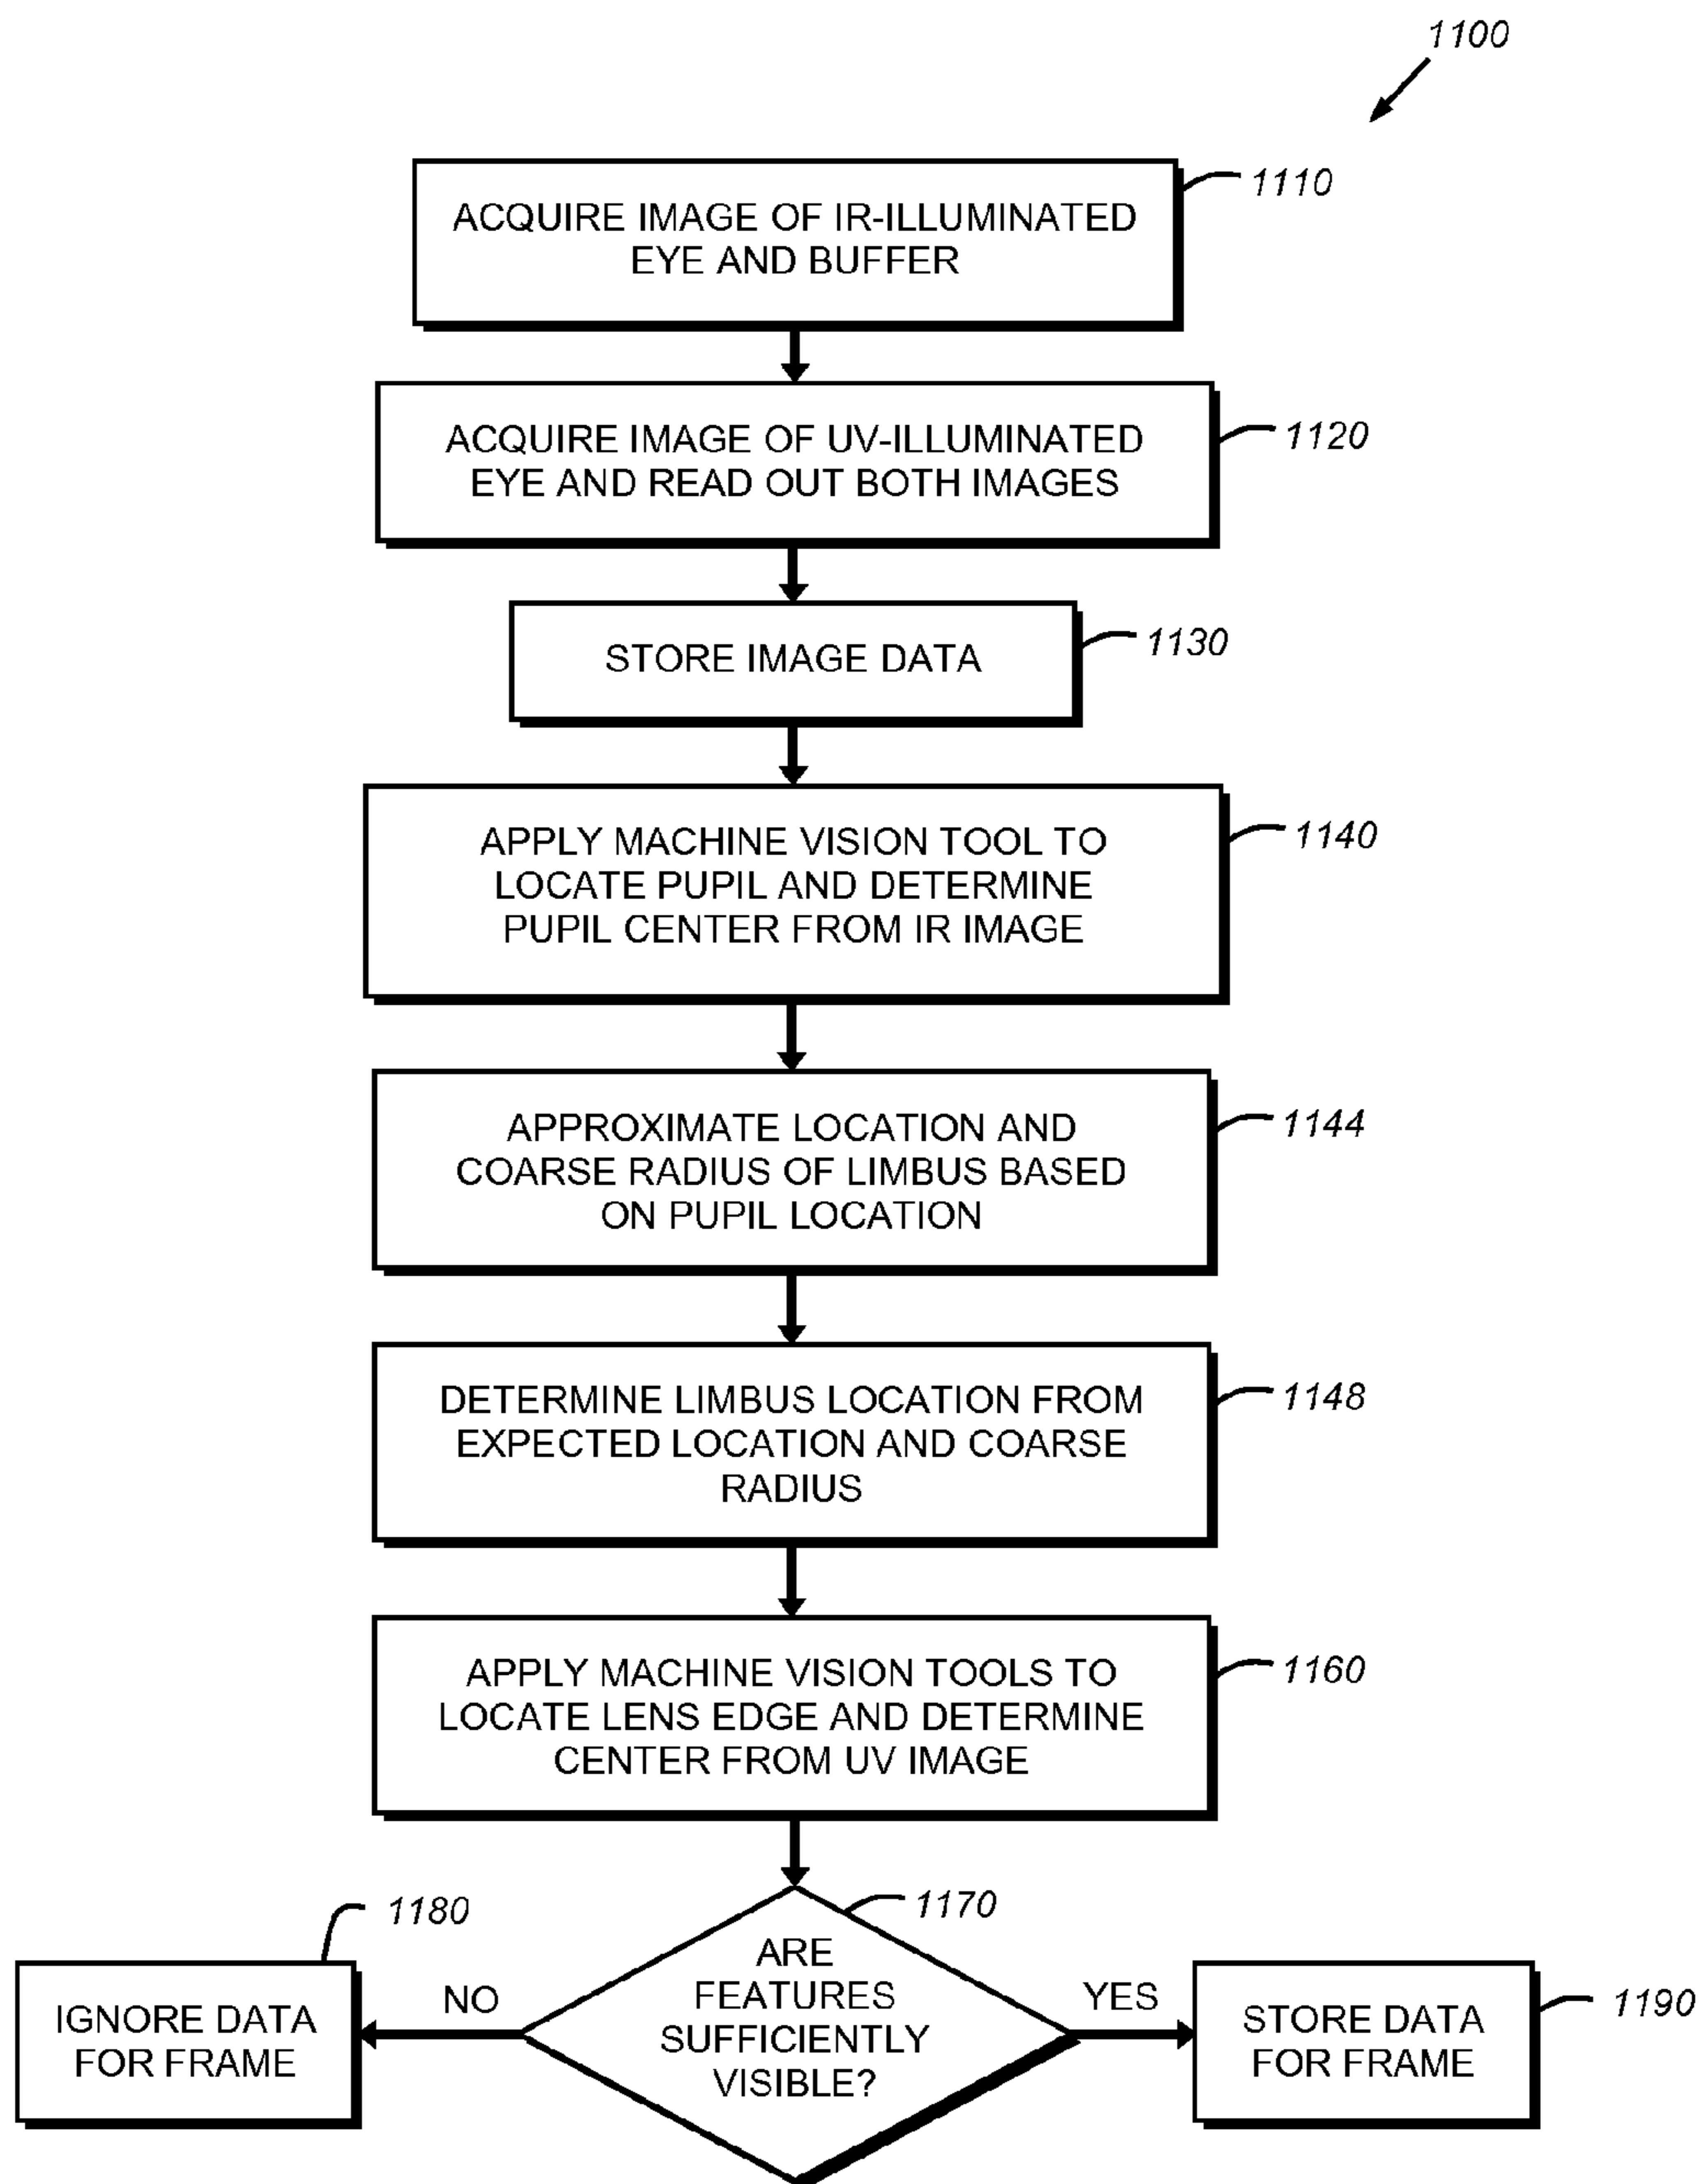 1100
ACQUIRE IMAGE OF IR-ILLUMINATED
EYE AND BUFFER
1110
ACQUIRE IMAGE OF UV-ILLUMINATED
EYE AND READ OUT BOTH IMAGES
1120
STORE IMAGE DATA
1130
APPLY MACHINE VISION TOOL TO
LOCATE PUPIL AND DETERMINE
PUPIL CENTER FROM IR IMAGE
1140
APPROXIMATE LOCATION AND
COARSE RADIUS OF LIMBUS BASED
ON PUPIL LOCATION
1144
DETERMINE LIMBUS LOCATION FROM
EXPECTED LOCATION AND COARSE
RADIUS
1148
APPLY MACHINE VISION TOOLS TO
LOCATE LENS EDGE AND DETERMINE
CENTER FROM UV IMAGE
1160
ARE
FEATURES
SUFFICIENTLY
VISIBLE?
1170
NO
IGNORE DATA
FOR FRAME
1180
YES
STORE DATA
FOR FRAME
1190